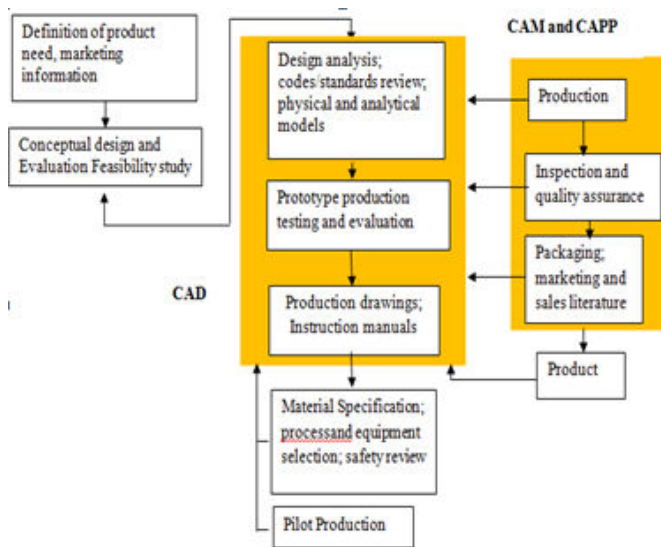 Definition of product
need, marketing
information
Conceptual design and
Evaluation Feasibility study
CAD
Design analysis;
codes/standards review;
physical and analytical
models
Prototype production
testing and evaluation
Production drawings;
Instruction manuals
Material Specification;
processand equipment
selection; safety review
Pilot Production
CAM and CAPP
Production
Inspection and
quality assurance
Packaging;
marketing and
sales literature
Product